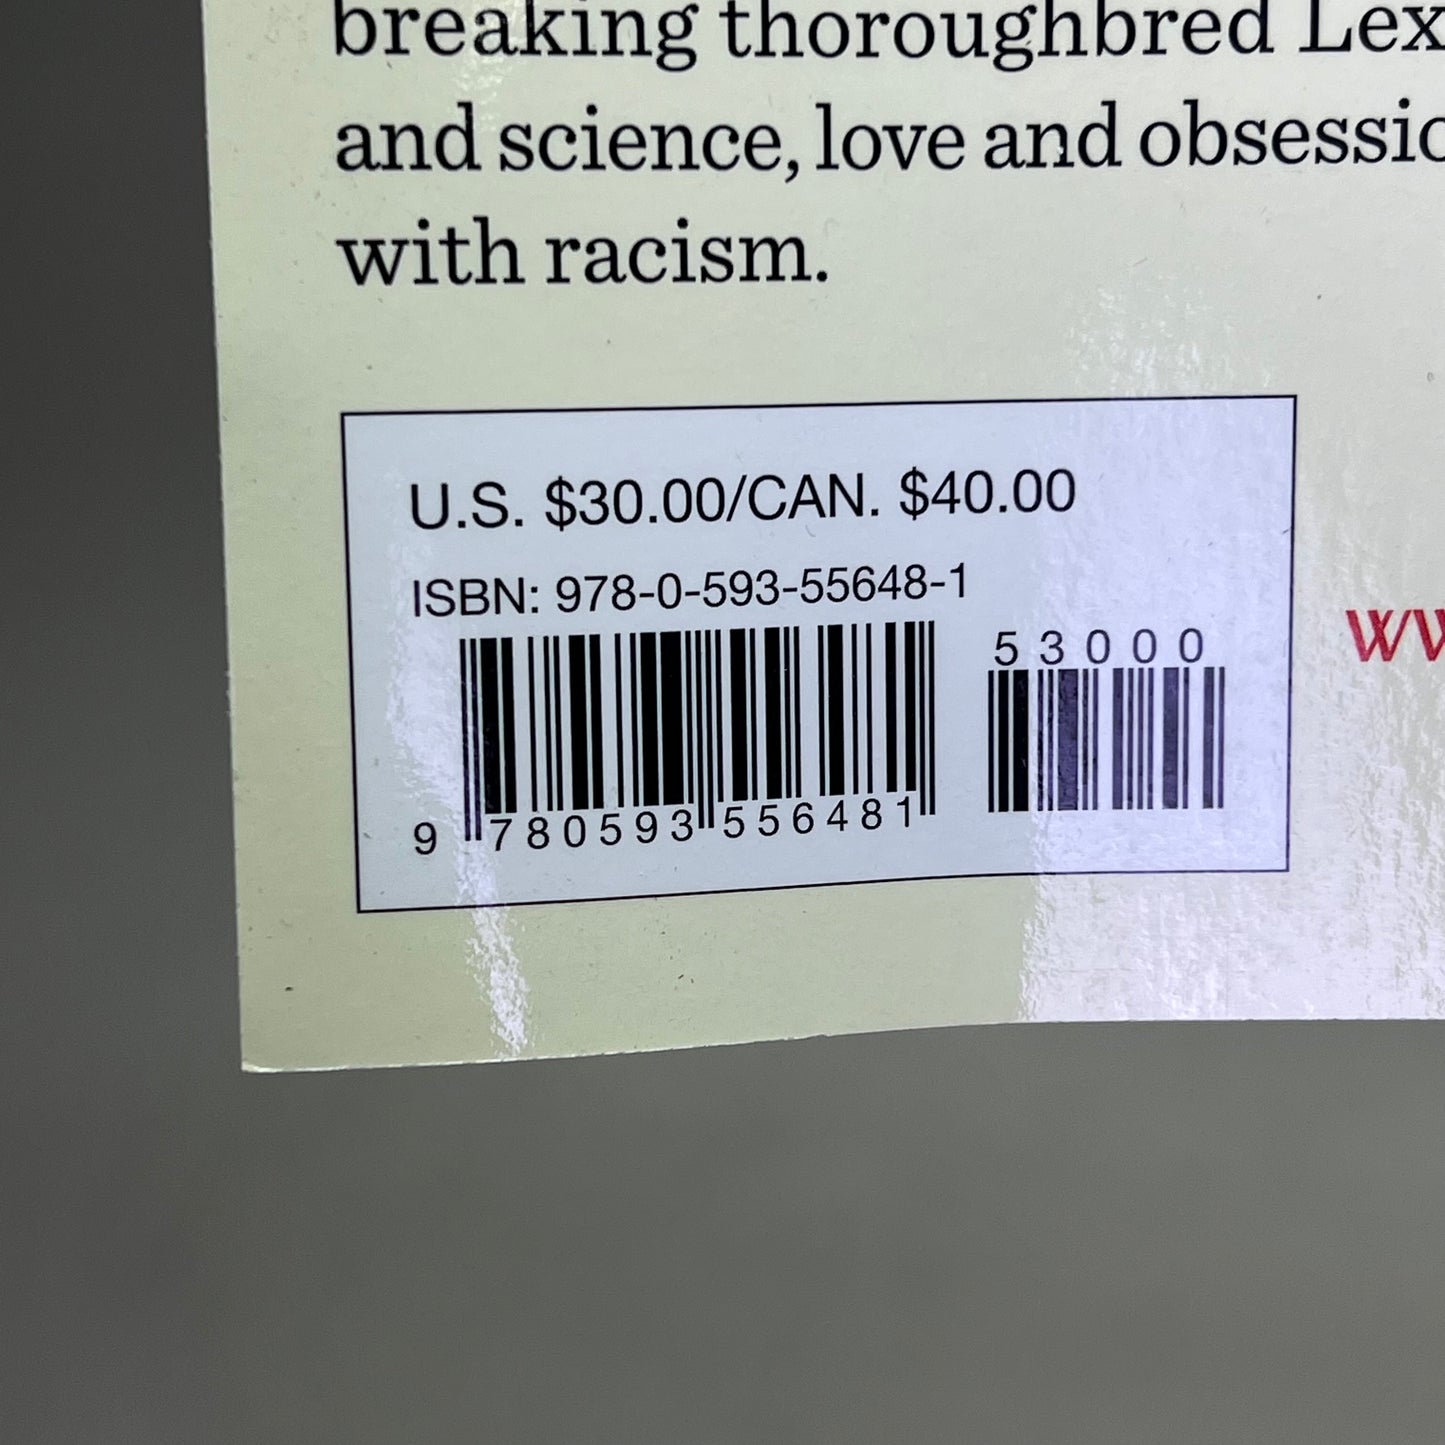 breaking thoroughbred Lex
and science, love and obsessio
with racism.
U.S. $30.00/CAN. $40.00
ISBN: 978-0-593-55648-1
53000
9 780593 556481